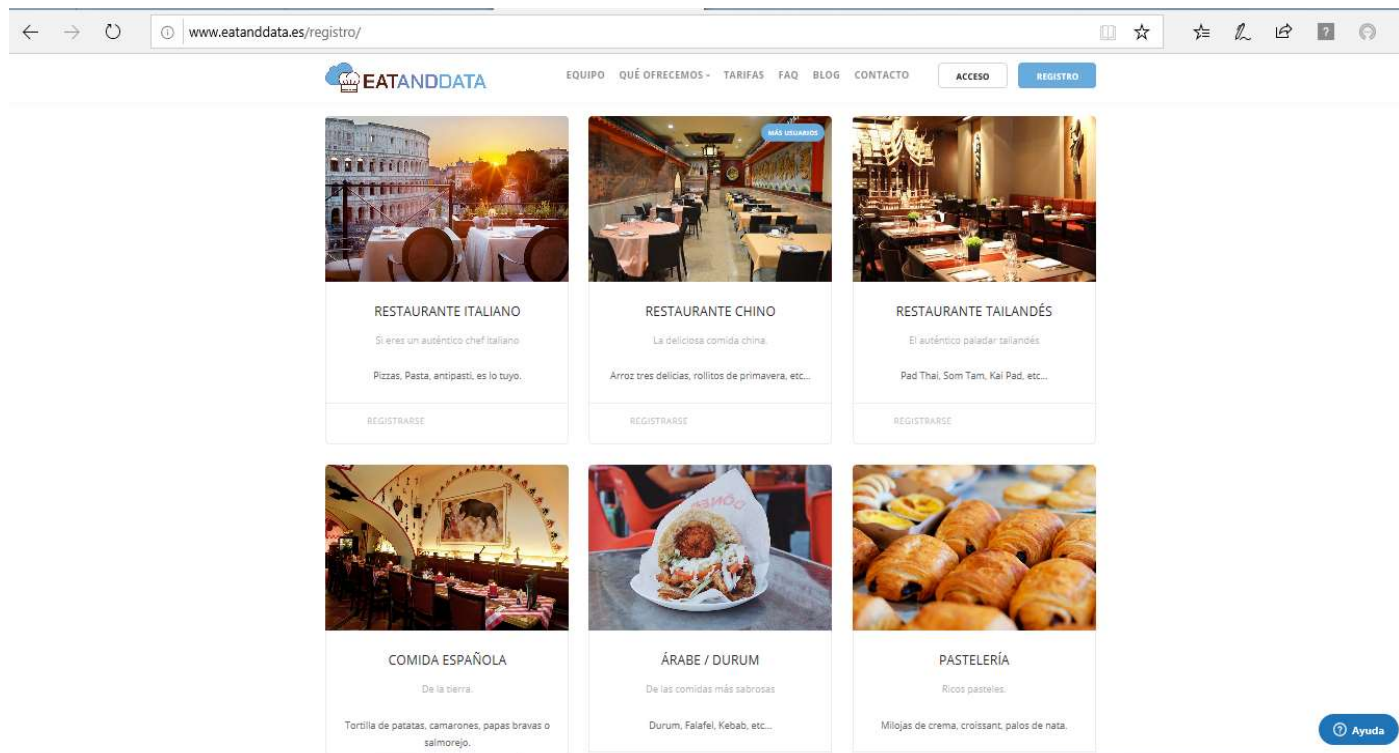 www.eatanddata.es/registro/
EATANDDATA
EQUIPO QUÉ OFRECEMOS TARIFAS FAQ BLOG CONTACTO ACCESO REGISTRO
MÁS USUARIOS
RESTAURANTE ITALIANO
Si eres un auténtico chef italiano
Pizzas, Pasta, antipasti, es lo tuyo.
REGISTRARSE
RESTAURANTE CHINO
La deliciosa comida china.
Arroz tres delicias, rollitos de primavera, etc...
REGISTRARSE
RESTAURANTE TAILANDÉS
El auténtico paladar tailandés.
Pad Thai, Som Tam, Kai Pad, etc...
REGISTRARSE
DÖNER
COMIDA ESPAÑOLA
De la tierra.
Tortilla de patatas, camarones, papas bravas o
salmorejo.
ÁRABE / DURUM
De las comidas más sabrosas
Durum, Falafel, Kebab, etc...
PASTELERÍA
Ricos pasteles.
Milojas de crema, croissant, palos de nata.
? Ayuda